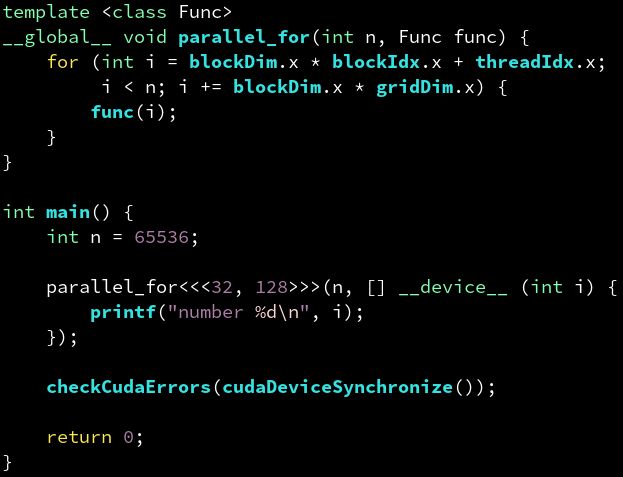 template <class Func>
__global__ void parallel_for(int n, Func func) {
    for (int i = blockDim.x * blockIdx.x + threadIdx.x;
         i < n; i += blockDim.x * gridDim.x) {
        func(i);
    }
}

int main() {
    int n = 65536;

    parallel_for<<<32, 128>>>(n, [] __device__ (int i) {
        printf("number %d\n", i);
    });

    checkCudaErrors(cudaDeviceSynchronize());

    return 0;
}